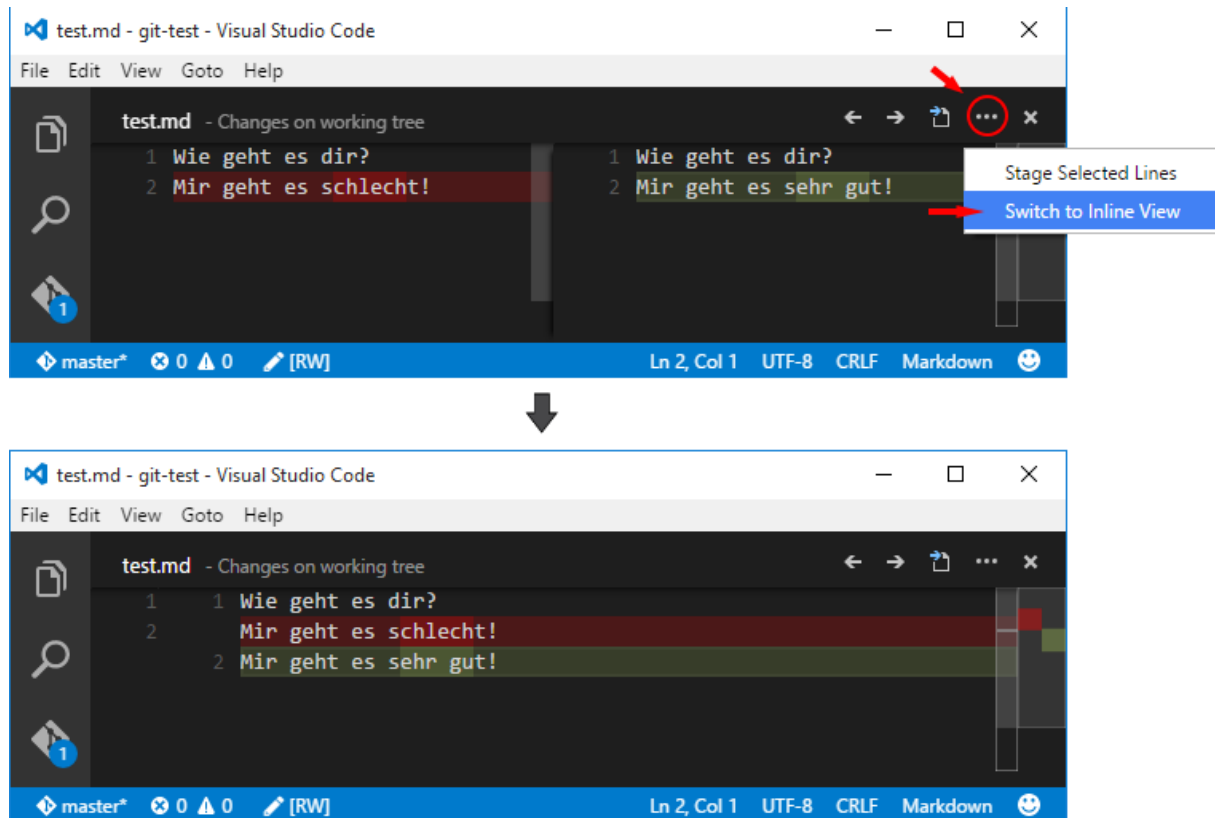 test.md - git-test - Visual Studio Code
File Edit View Goto Help
test.md - Changes on working tree
1 Wie geht es dir?
2 Mir geht es schlecht!
1 Wie geht es dir?
2 Mir geht es sehr gut!
Stage Selected Lines
Switch to Inline View
1
master* 0 0 [RW] Ln 2, Col 1 UTF-8 CRLF Markdown
test.md - git-test - Visual Studio Code
File Edit View Goto Help
test.md - Changes on working tree
1 1 Wie geht es dir?
2 Mir geht es schlecht!
2 Mir geht es sehr gut!
1
master* 0 0 [RW] Ln 2, Col 1 UTF-8 CRLF Markdown